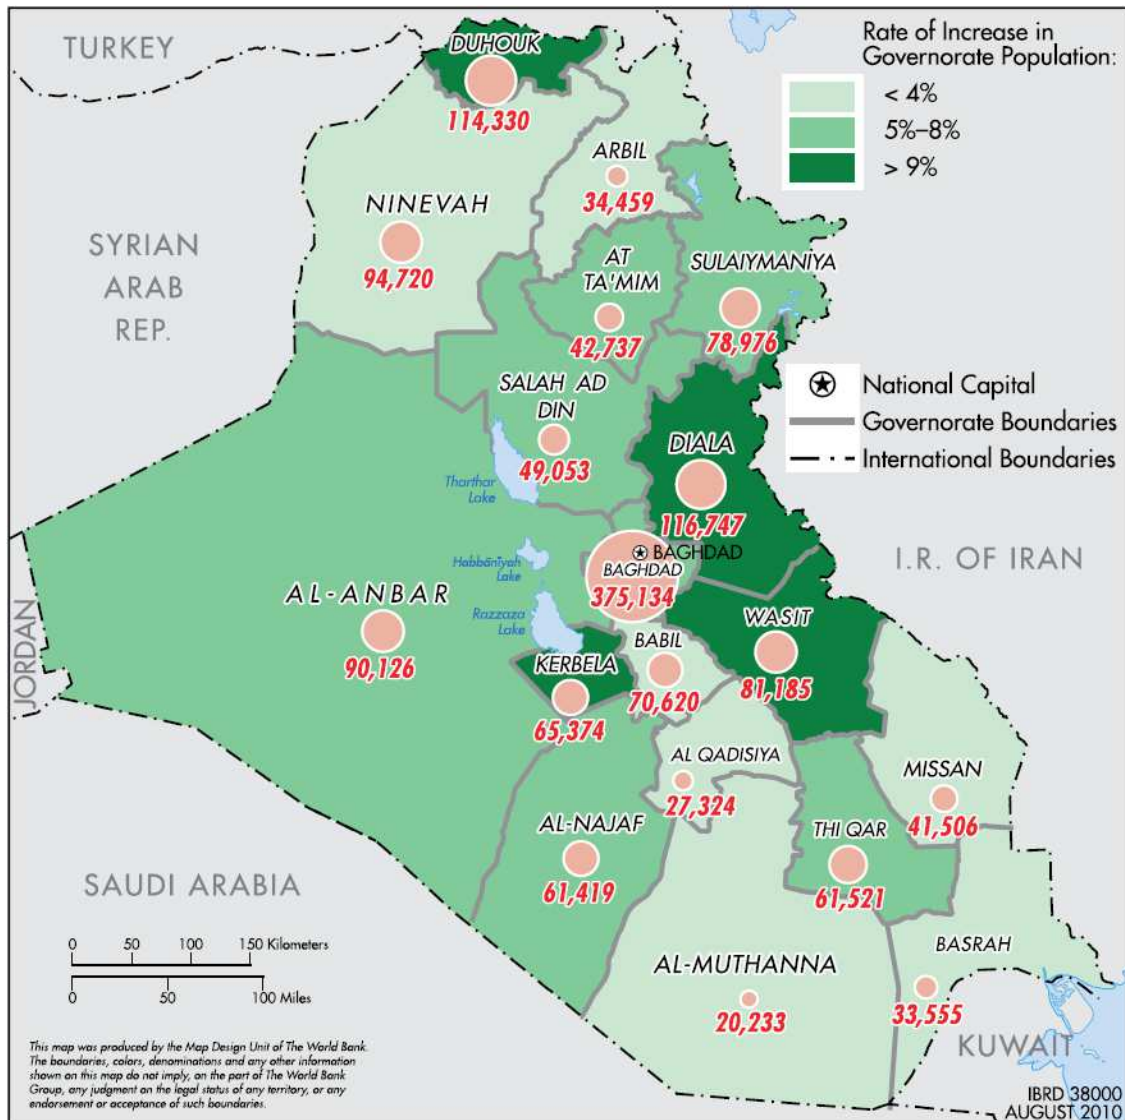 TURKEY
DUHOUK
114,330
Rate of Increase in
Governorate Population:
< 4%
5%–8%
> 9%
ARBIL
34,459
NINEVAH
94,720
SYRIAN
ARAB
REP.
AT
TA'MIM
42,737
SULAIYMANIYA
78,976
SALAH AD
DIN
49,053
National Capital
Governorate Boundaries
International Boundaries
DIALA
116,747
Tharthar
Lake
BAGHDAD
BAGHDAD
375,134
Habbānīyah
Lake
I.R. OF IRAN
AL-ANBAR
90,126
Razzaza
Lake
JORDAN
KERBELA
65,374
BABIL
70,620
WASIT
81,185
AL QADISIYA
27,324
MISSAN
41,506
AL-NAJAF
61,419
THI QAR
61,521
SAUDI ARABIA
0 50 100 150 Kilometers
0 50 100 Miles
AL-MUTHANNA
20,233
BASRAH
33,555
KUWAIT
This map was produced by the Map Design Unit of The World Bank.
The boundaries, colors, denominations and any other information
shown on this map do not imply, on the part of The World Bank
Group, any judgment on the legal status of any territory, or any
endorsement or acceptance of such boundaries.
IBRD 38000
AUGUST 2010